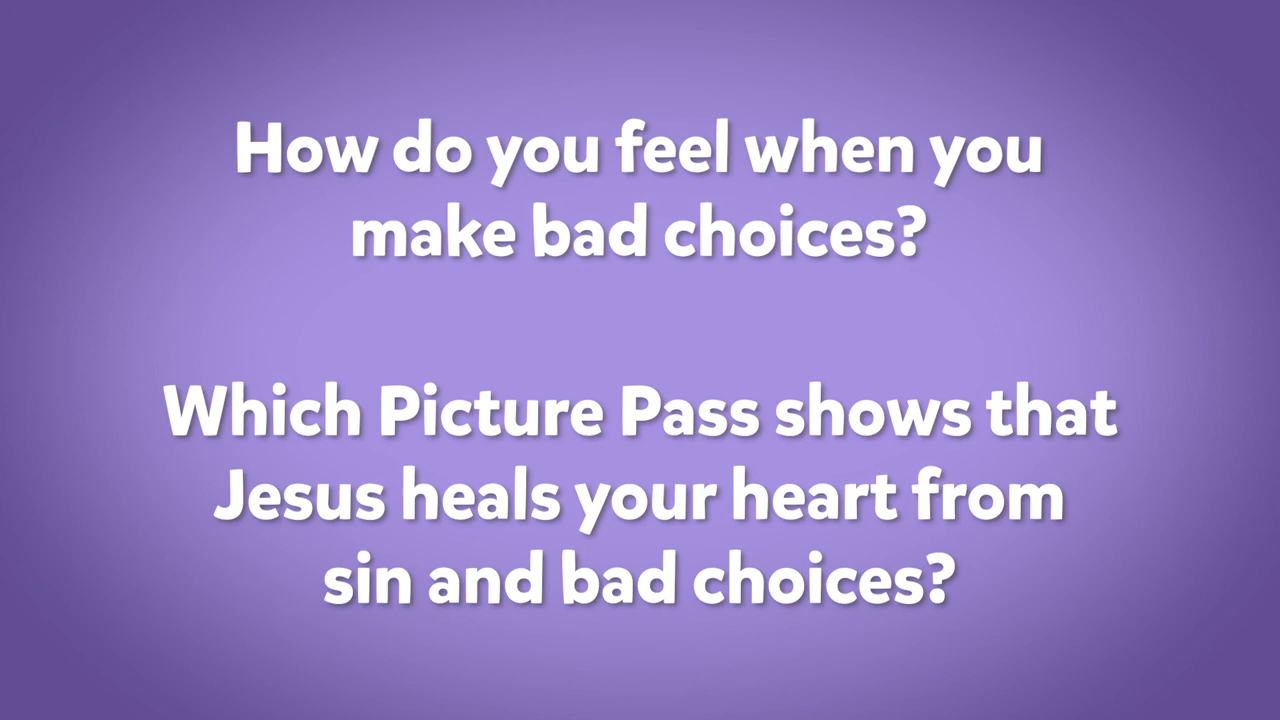 How do you feel when you
make bad choices?
Which Picture Pass shows that
Jesus heals your heart from
sin and bad choices?